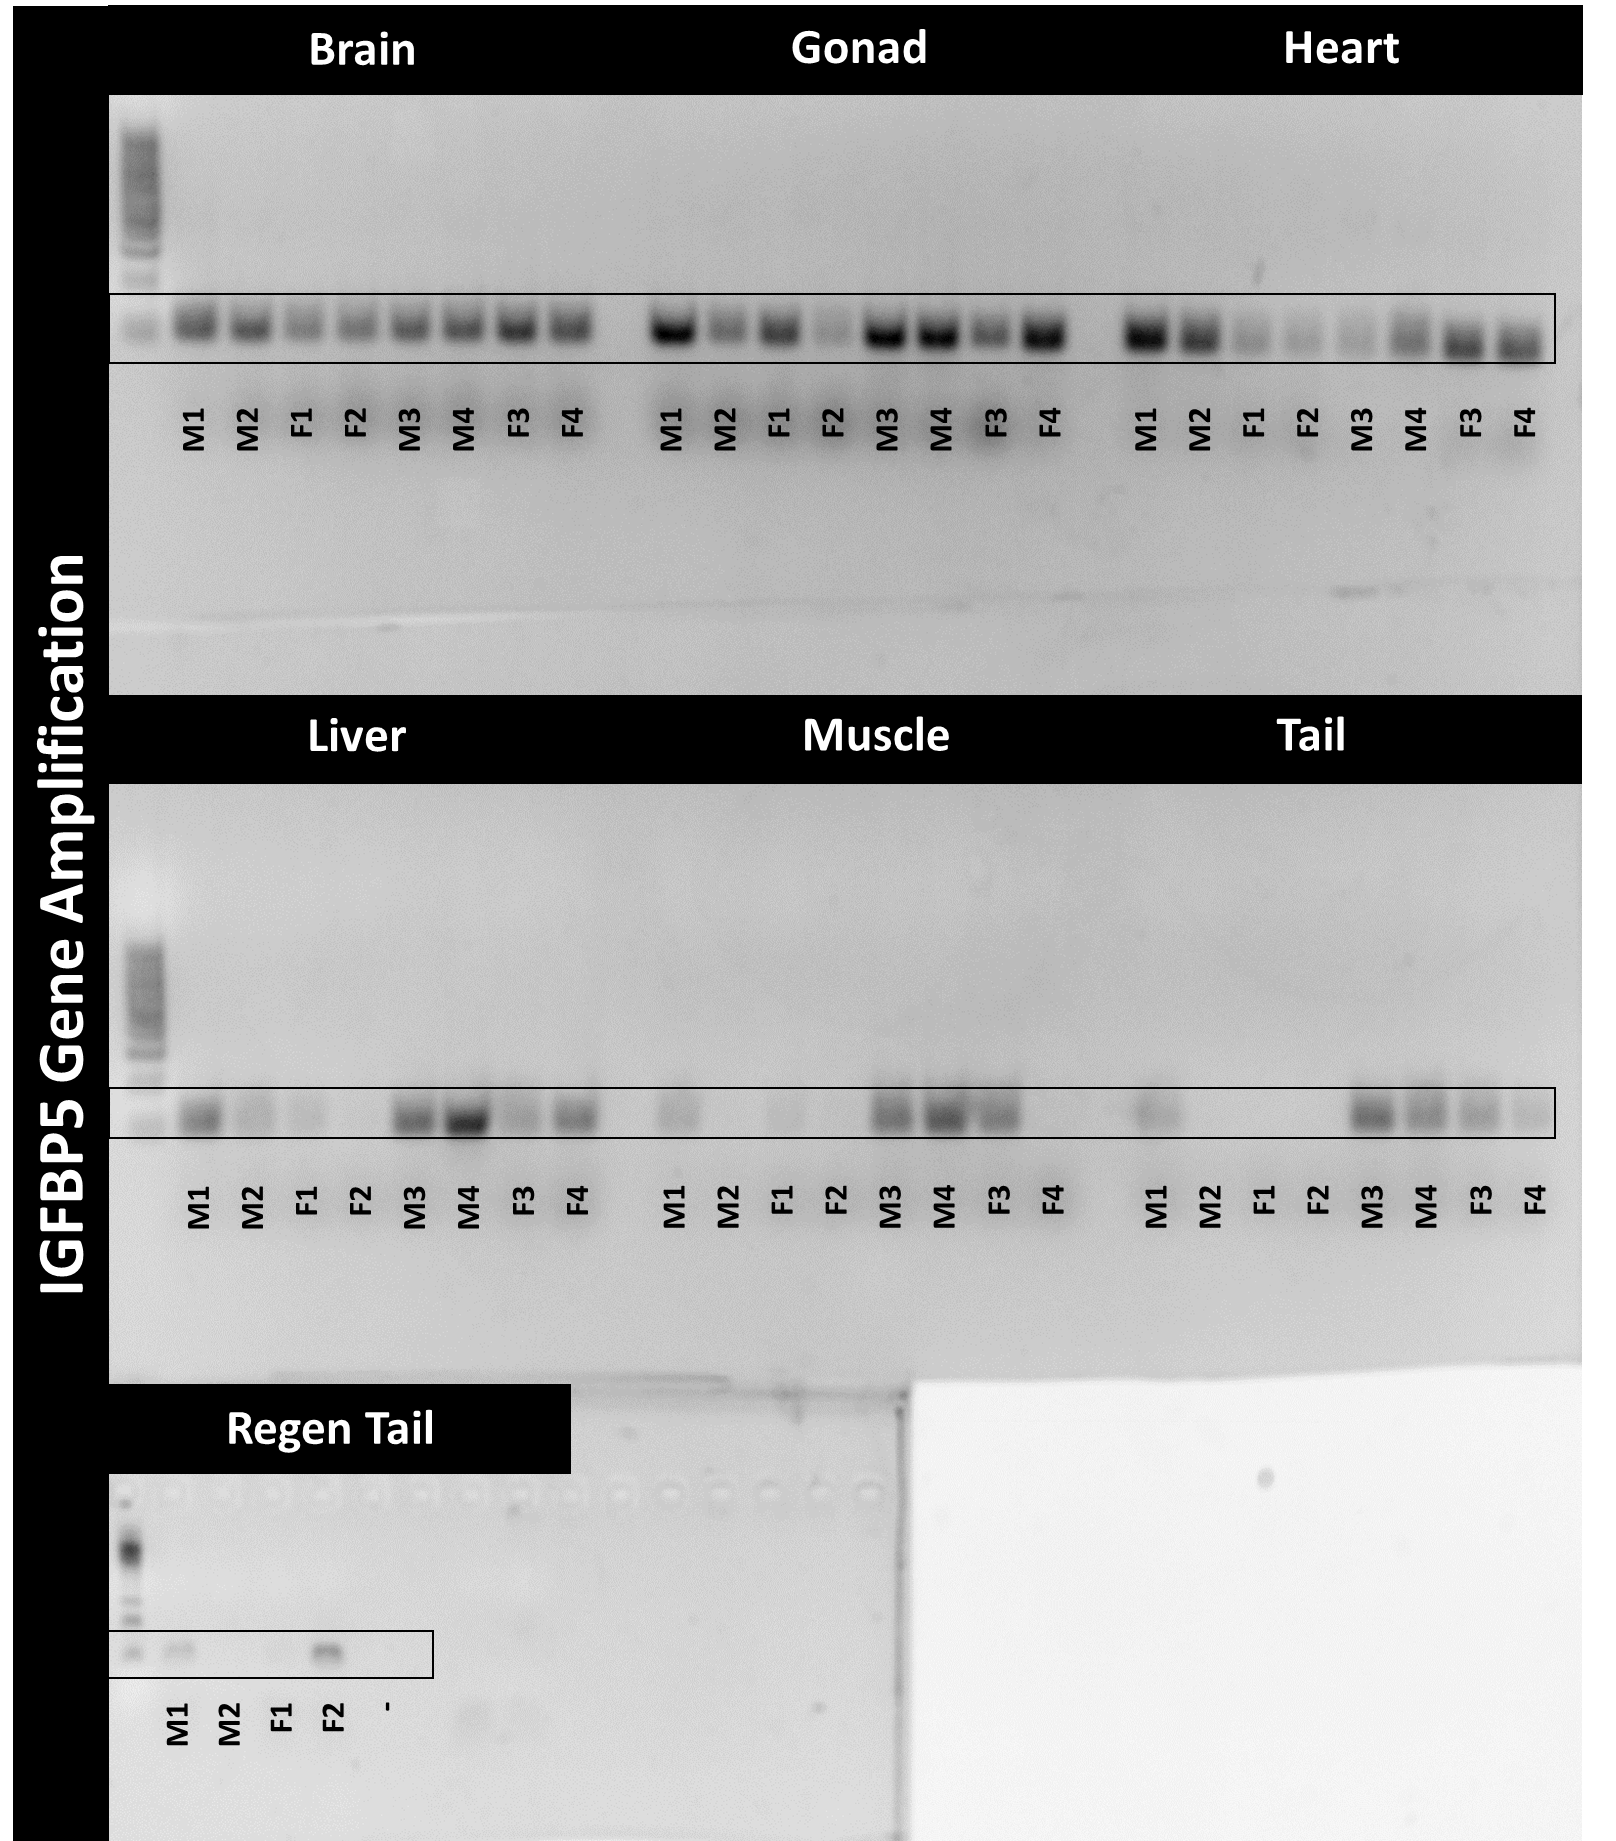 IGFBP5 Gene Amplification
Brain Gonad Heart
M1 M2 F1 F2 M3 M4 F3 F4 M1 M2 F1 F2 M3 M4 F3 F4 M1 M2 F1 F2 M3 M4 F3 F4
Liver Muscle Tail
M1 M2 F1 F2 M3 M4 F3 F4 M1 M2 F1 F2 M3 M4 F3 F4 M1 M2 F1 F2 M3 M4 F3 F4
Regen Tail
M1 M2 F1 F2 -